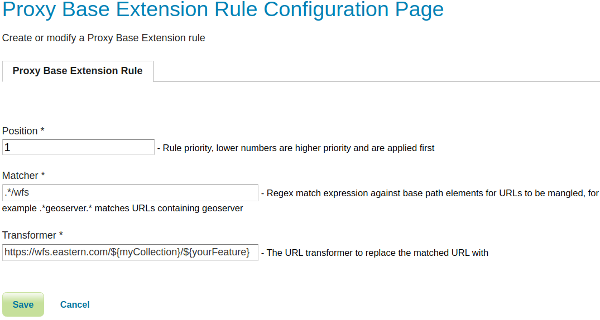 Proxy Base Extension Rule Configuration Page
Create or modify a Proxy Base Extension rule
Proxy Base Extension Rule
Position *
1 - Rule priority, lower numbers are higher priority and are applied first
Matcher *
.*/wfs - Regex match expression against base path elements for URLs to be mangled, for
example .*geoserver.* matches URLs containing geoserver
Transformer *
https://wfs.eastern.com/${myCollection}/${yourFeature} - The URL transformer to replace the matched URL with
Save Cancel